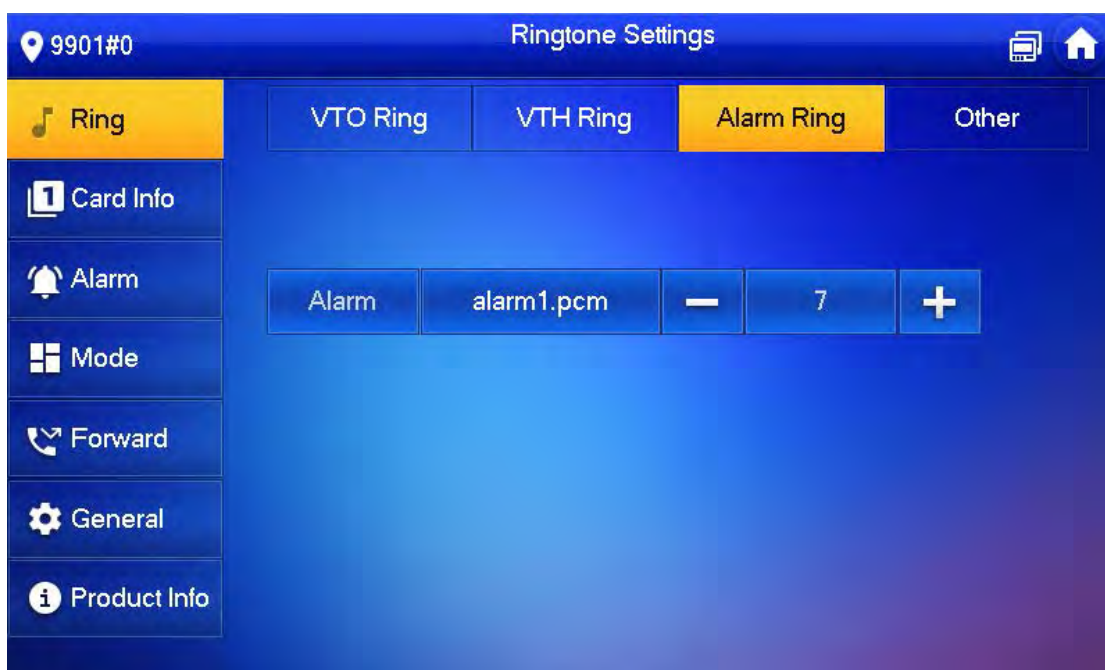 9901#0
Ringtone Settings
Ring
VTO Ring
VTH Ring
Alarm Ring
Other
1 Card Info
Alarm
Alarm
alarm1.pcm
7
Mode
Forward
General
i Product Info